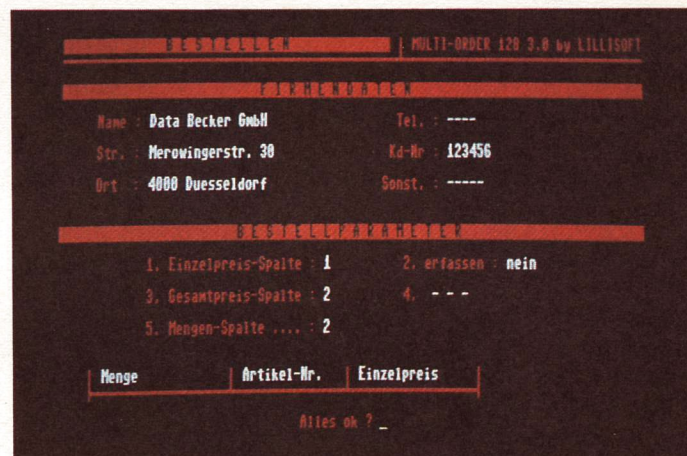 BESTELLEN : MULTI-ORDER 128 3.0 by LILLISOFT
FIRMENDATEN
Name : Data Becker GmbH Tel. : ----
Str. : Merowingerstr. 30 Kd-Nr : 123456
Ort : 4000 Duesseldorf Sonst. : -----
BESTELLPARAMETER
1. Einzelpreis-Spalte : 1 2. erfassen : nein
3. Gesamtpreis-Spalte : 2 4. - - -
5. Mengen-Spalte .... : 2
Menge Artikel-Nr. Einzelpreis
Alles ok ? _